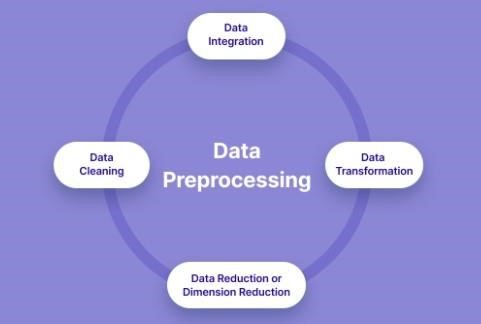 Data
Integration
Data
Cleaning
Data
Preprocessing
Data
Transformation
Data Reduction or
Dimension Reduction